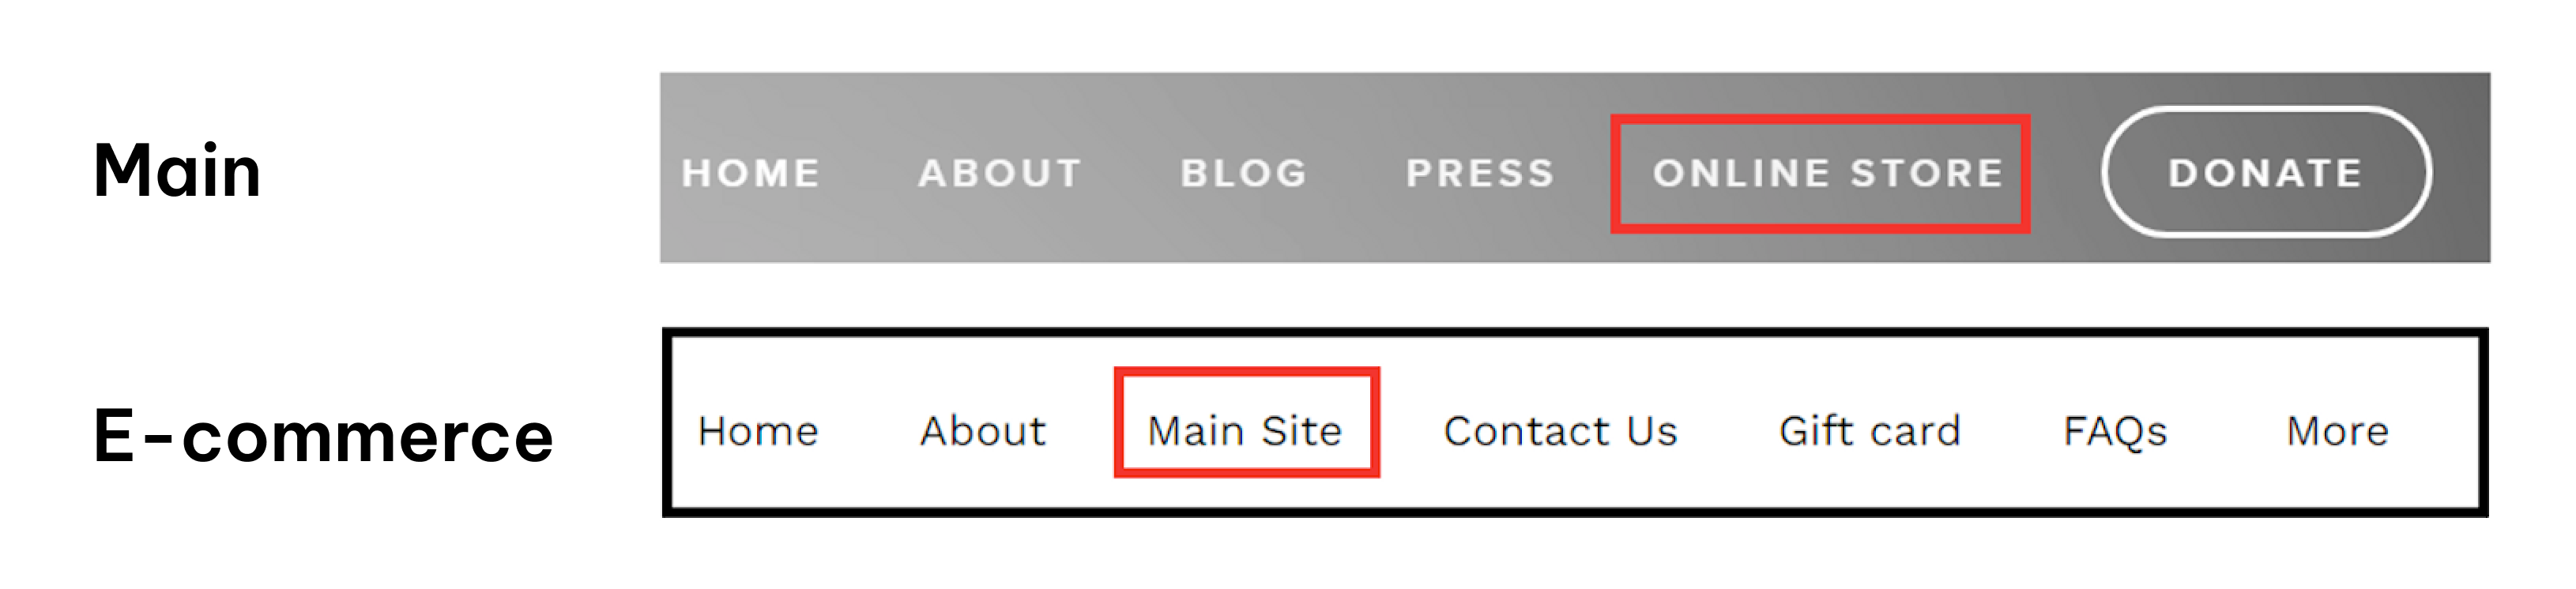 Main
HOME ABOUT BLOG PRESS ONLINE STORE DONATE
E-commerce
Home About Main Site Contact Us Gift card FAQs More